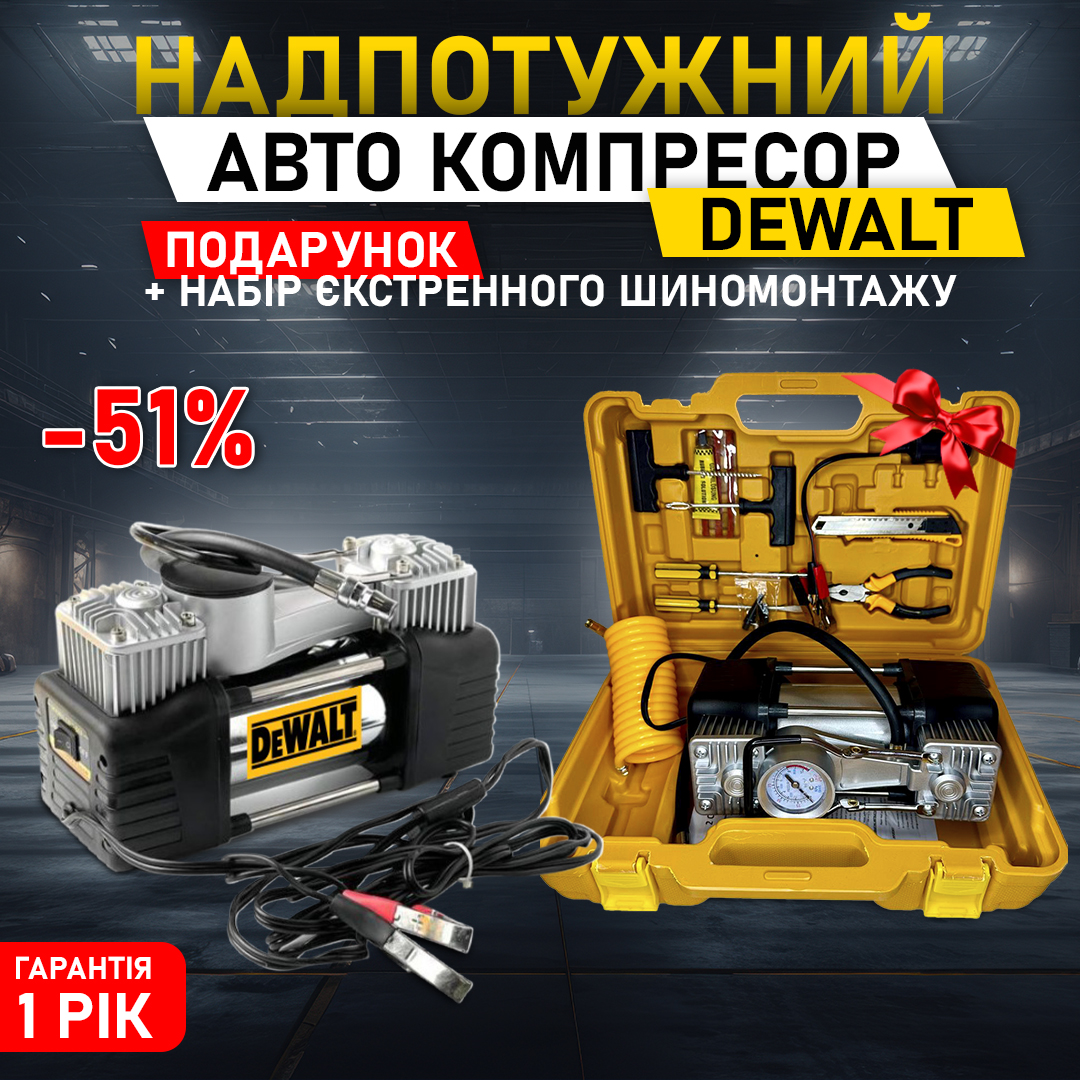 НАДПОТУЖНИЙ
АВТО КОМПРЕСОР
DEWALT
ПОДАРУНОК
+ НАБІР ЄКСТРЕННОГО ШИНОМОНТАЖУ
-51%
DEWALT
ГАРАНТІЯ
1 РІК